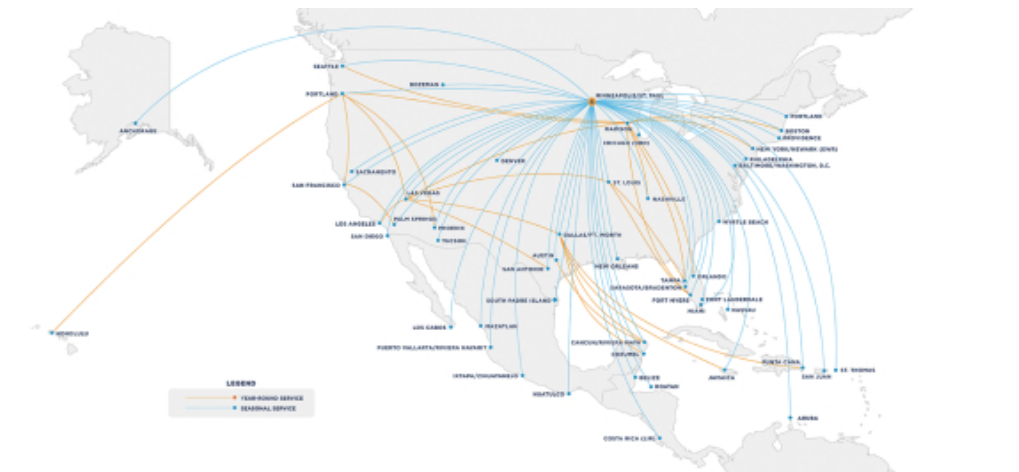 SEATTLE
BOZEMAN
MINNEAPOLIS/ST. PAUL
PORTLAND
PORTLAND
ANCHORAGE
MADISON
BOSTON
PROVIDENCE
CHICAGO (ORD)
NEW YORK/NEWARK (EWR)
DENVER
PHILADELPHIA
BALTIMORE/WASHINGTON, D.C.
SACRAMENTO
SAN FRANCISCO
ST. LOUIS
LAS VEGAS
NASHVILLE
LOS ANGELES
PALM SPRINGS
MYRTLE BEACH
PHOENIX
SAN DIEGO
DALLAS/FT. WORTH
TUCSON
AUSTIN
SAN ANTONIO
NEW ORLEANS
ORLANDO
TAMPA
SARASOTA/BRADENTON
SOUTH PADRE ISLAND
FORT MYERS
FORT LAUDERDALE
MIAMI
NASSAU
LOS CABOS
MAZATLAN
HONOLULU
CANCUN/RIVIERA MAYA
PUERTO VALLARTA/RIVIERA NAYARIT
COZUMEL
PUNTA CANA
ST. THOMAS
IXTAPA/ZIHUATANEJO
BELIZE
JAMAICA
SAN JUAN
LEGEND
ROATAN
HUATULCO
YEAR-ROUND SERVICE
SEASONAL SERVICE
ARUBA
COSTA RICA (LIR)